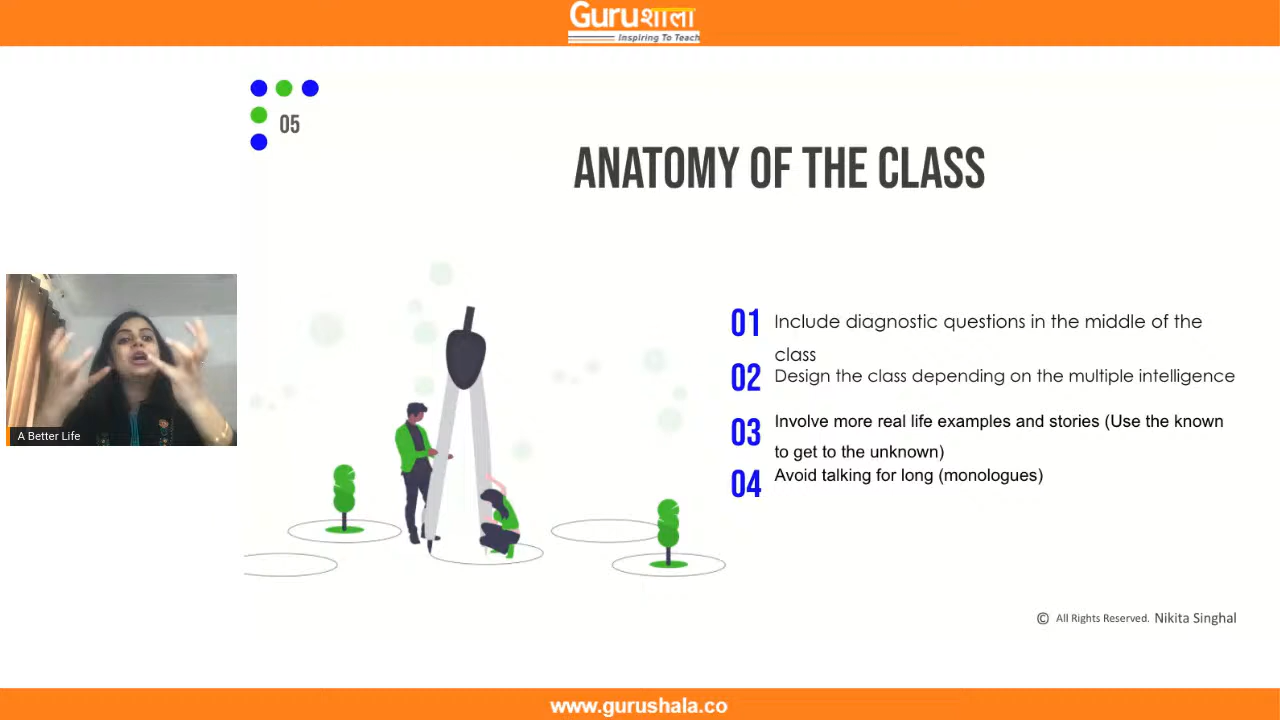 Guruशाला
Inspiring To Teach
05
ANATOMY OF THE CLASS
01 Include diagnostic questions in the middle of the
class
02 Design the class depending on the multiple intelligence
03 Involve more real life examples and stories (Use the known
to get to the unknown)
04 Avoid talking for long (monologues)
A Better Life
© All Rights Reserved. Nikita Singhal
www.gurushala.co